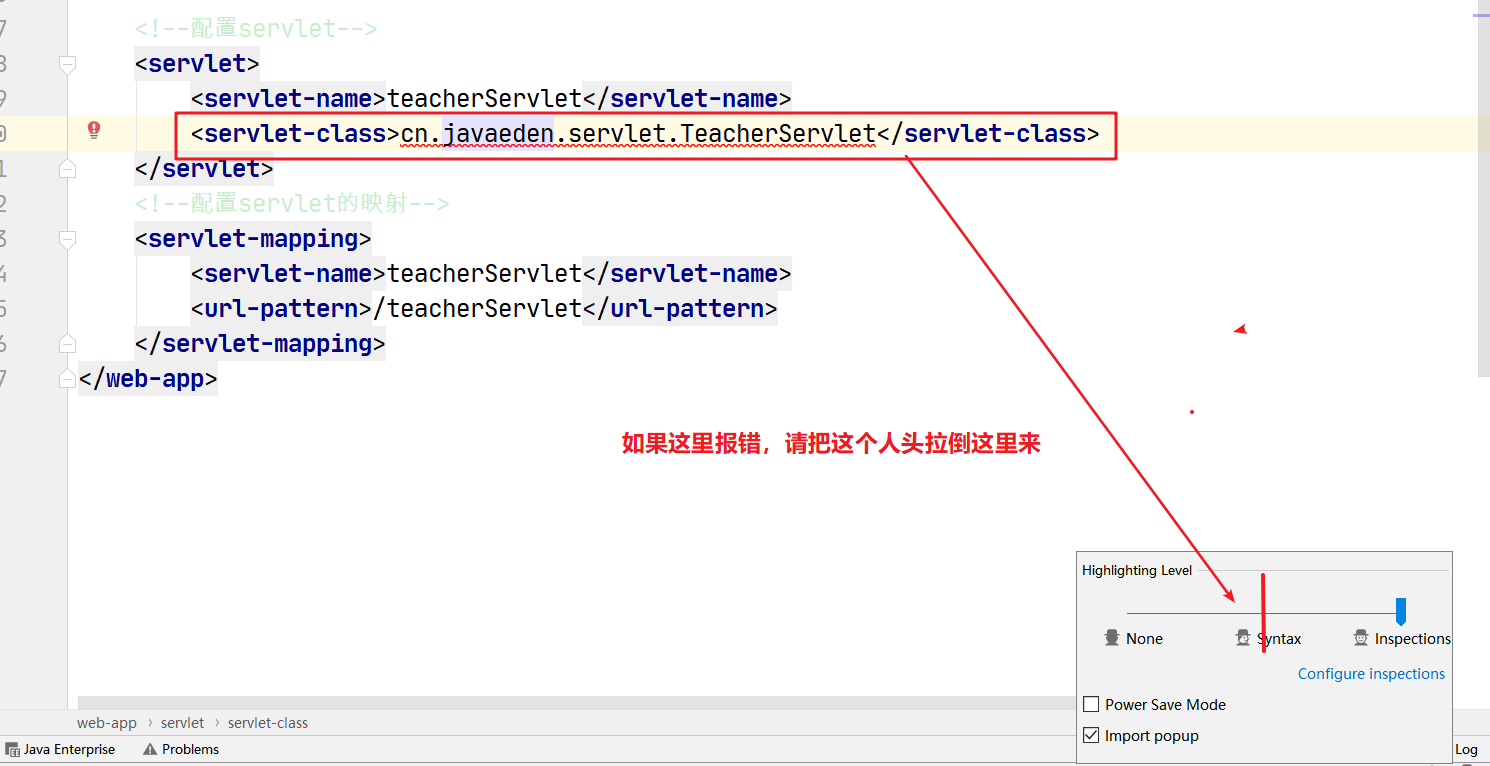 7 <!--配置servlet-->
8 <servlet>
9 <servlet-name>teacherServlet</servlet-name>
0 <servlet-class>cn.javaeden.servlet.TeacherServlet</servlet-class>
1 </servlet>
2 <!--配置servlet的映射-->
3 <servlet-mapping>
4 <servlet-name>teacherServlet</servlet-name>
5 <url-pattern>/teacherServlet</url-pattern>
6 </servlet-mapping>
7 </web-app>
如果这里报错，请把这个人头拉倒这里来
Highlighting Level
None Syntax Inspections
Configure inspections
Power Save Mode
Import popup
web-app › servlet › servlet-class
Java Enterprise Problems Log